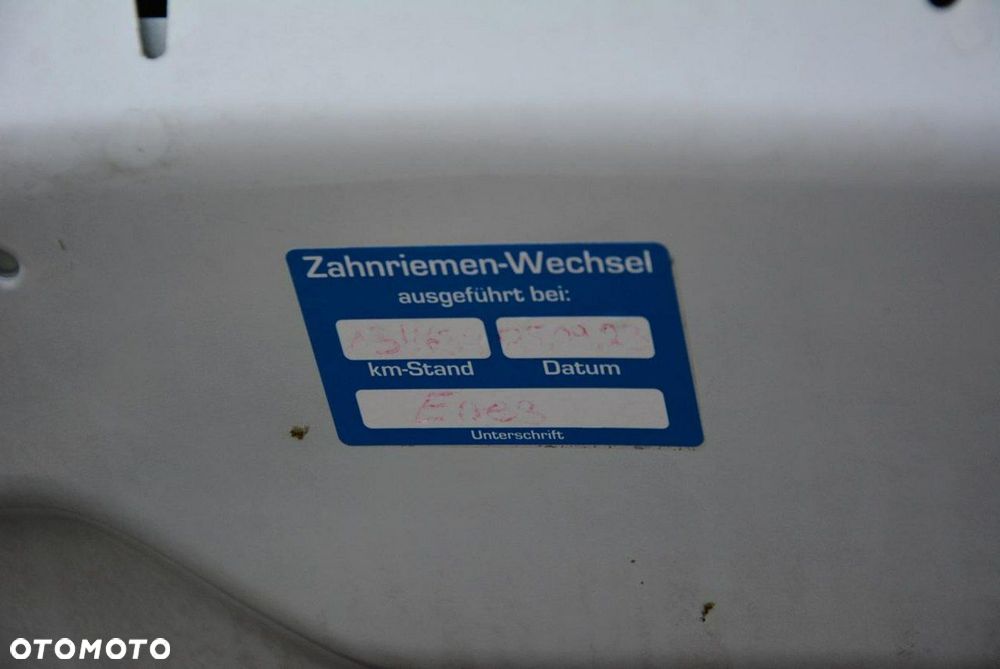 Zahnriemen-Wechsel
ausgeführt bei:
km-Stand Datum
Unterschrift
OTOMOTO